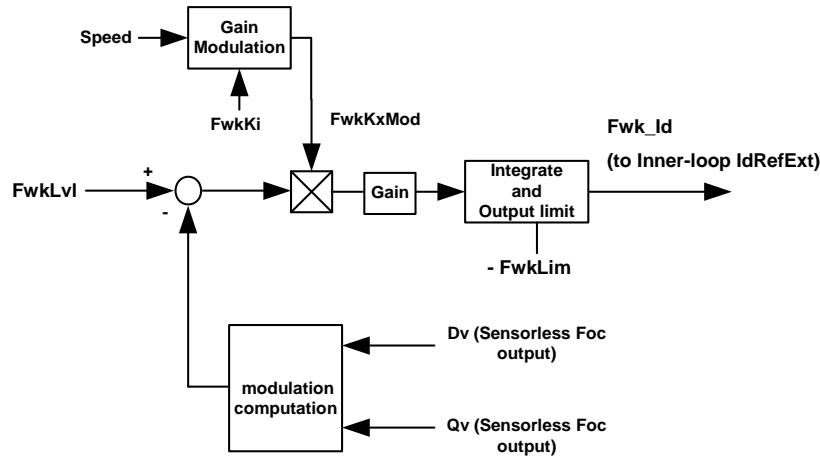 Speed
Gain
Modulation
FwkKi
FwkKxMod
Fwk_Id
(to Inner-loop IdRefExt)
FwkLvl
+
-
Gain
Integrate
and
Output limit
- FwkLim
modulation
computation
Dv (Sensorless Foc
output)
Qv (Sensorless Foc
output)